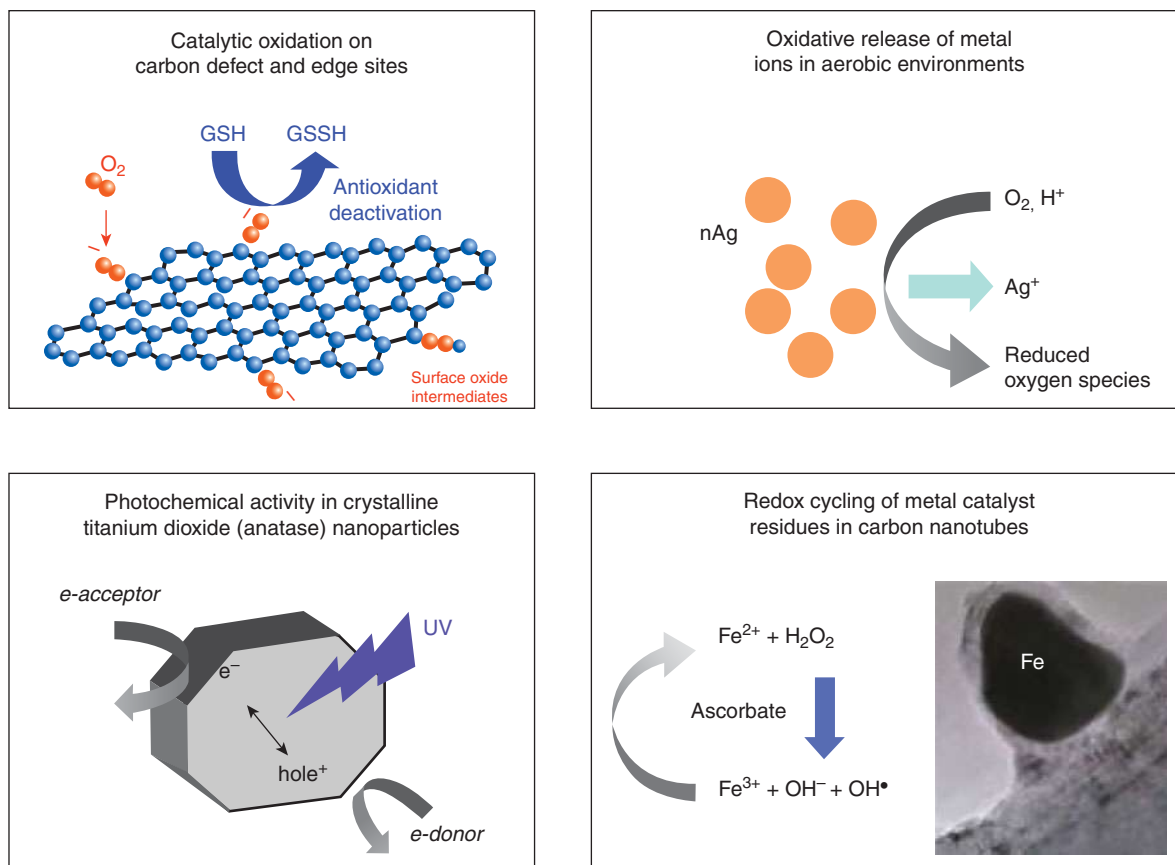 Catalytic oxidation on
carbon defect and edge sites
GSH GSSH
O₂
Antioxidant
deactivation
Surface oxide
intermediates
Oxidative release of metal
ions in aerobic environments
nAg
O₂, H⁺
Ag⁺
Reduced
oxygen species
Photochemical activity in crystalline
titanium dioxide (anatase) nanoparticles
e-acceptor
UV
e⁻
hole⁺
e-donor
Redox cycling of metal catalyst
residues in carbon nanotubes
Fe²⁺ + H₂O₂
Fe
Ascorbate
Fe³⁺ + OH⁻ + OH•